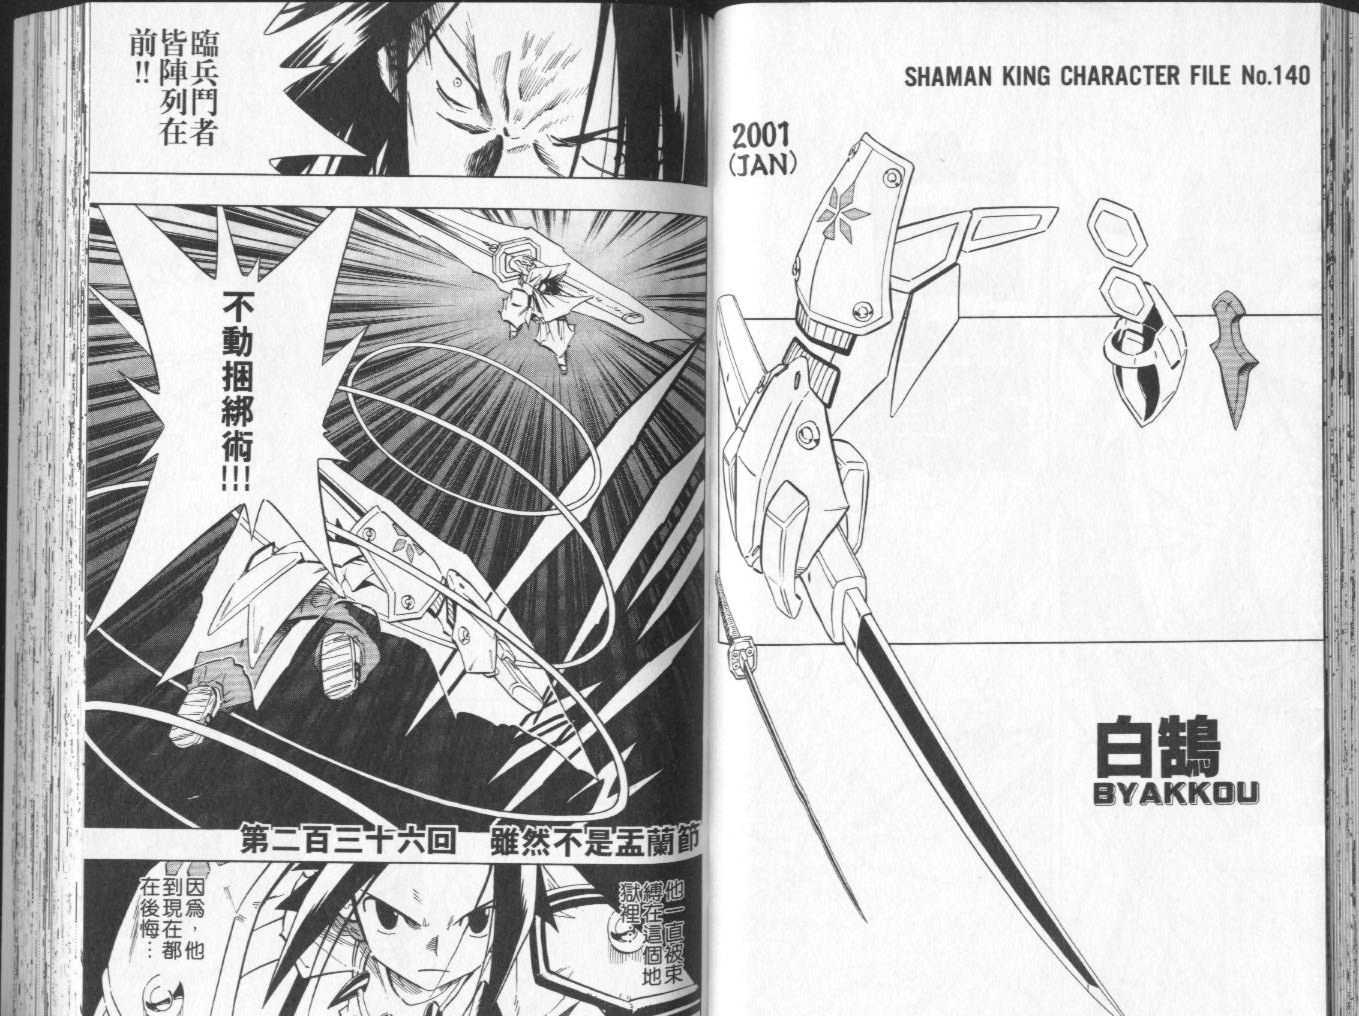 SHAMAN KING CHARACTER FILE No.140
2001
(JAN)
白鵠
BYAKKOU
臨兵鬥者
皆陣列在
前!!
不動捆綁術!!!
第二百三十六回　雖然不是盂蘭節
他一直被束
縛在這個地
獄裡。
因為，他
到現在都
在後悔…